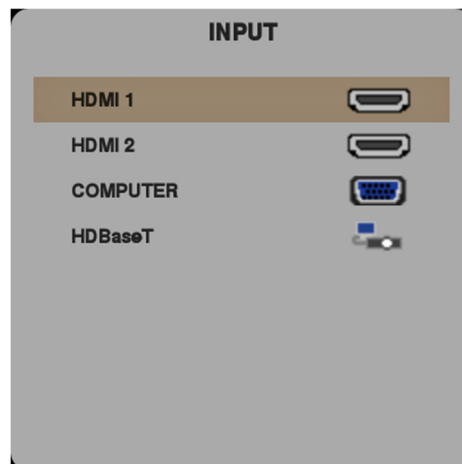 INPUT
HDMI 1
HDMI 2
COMPUTER
HDBaseT